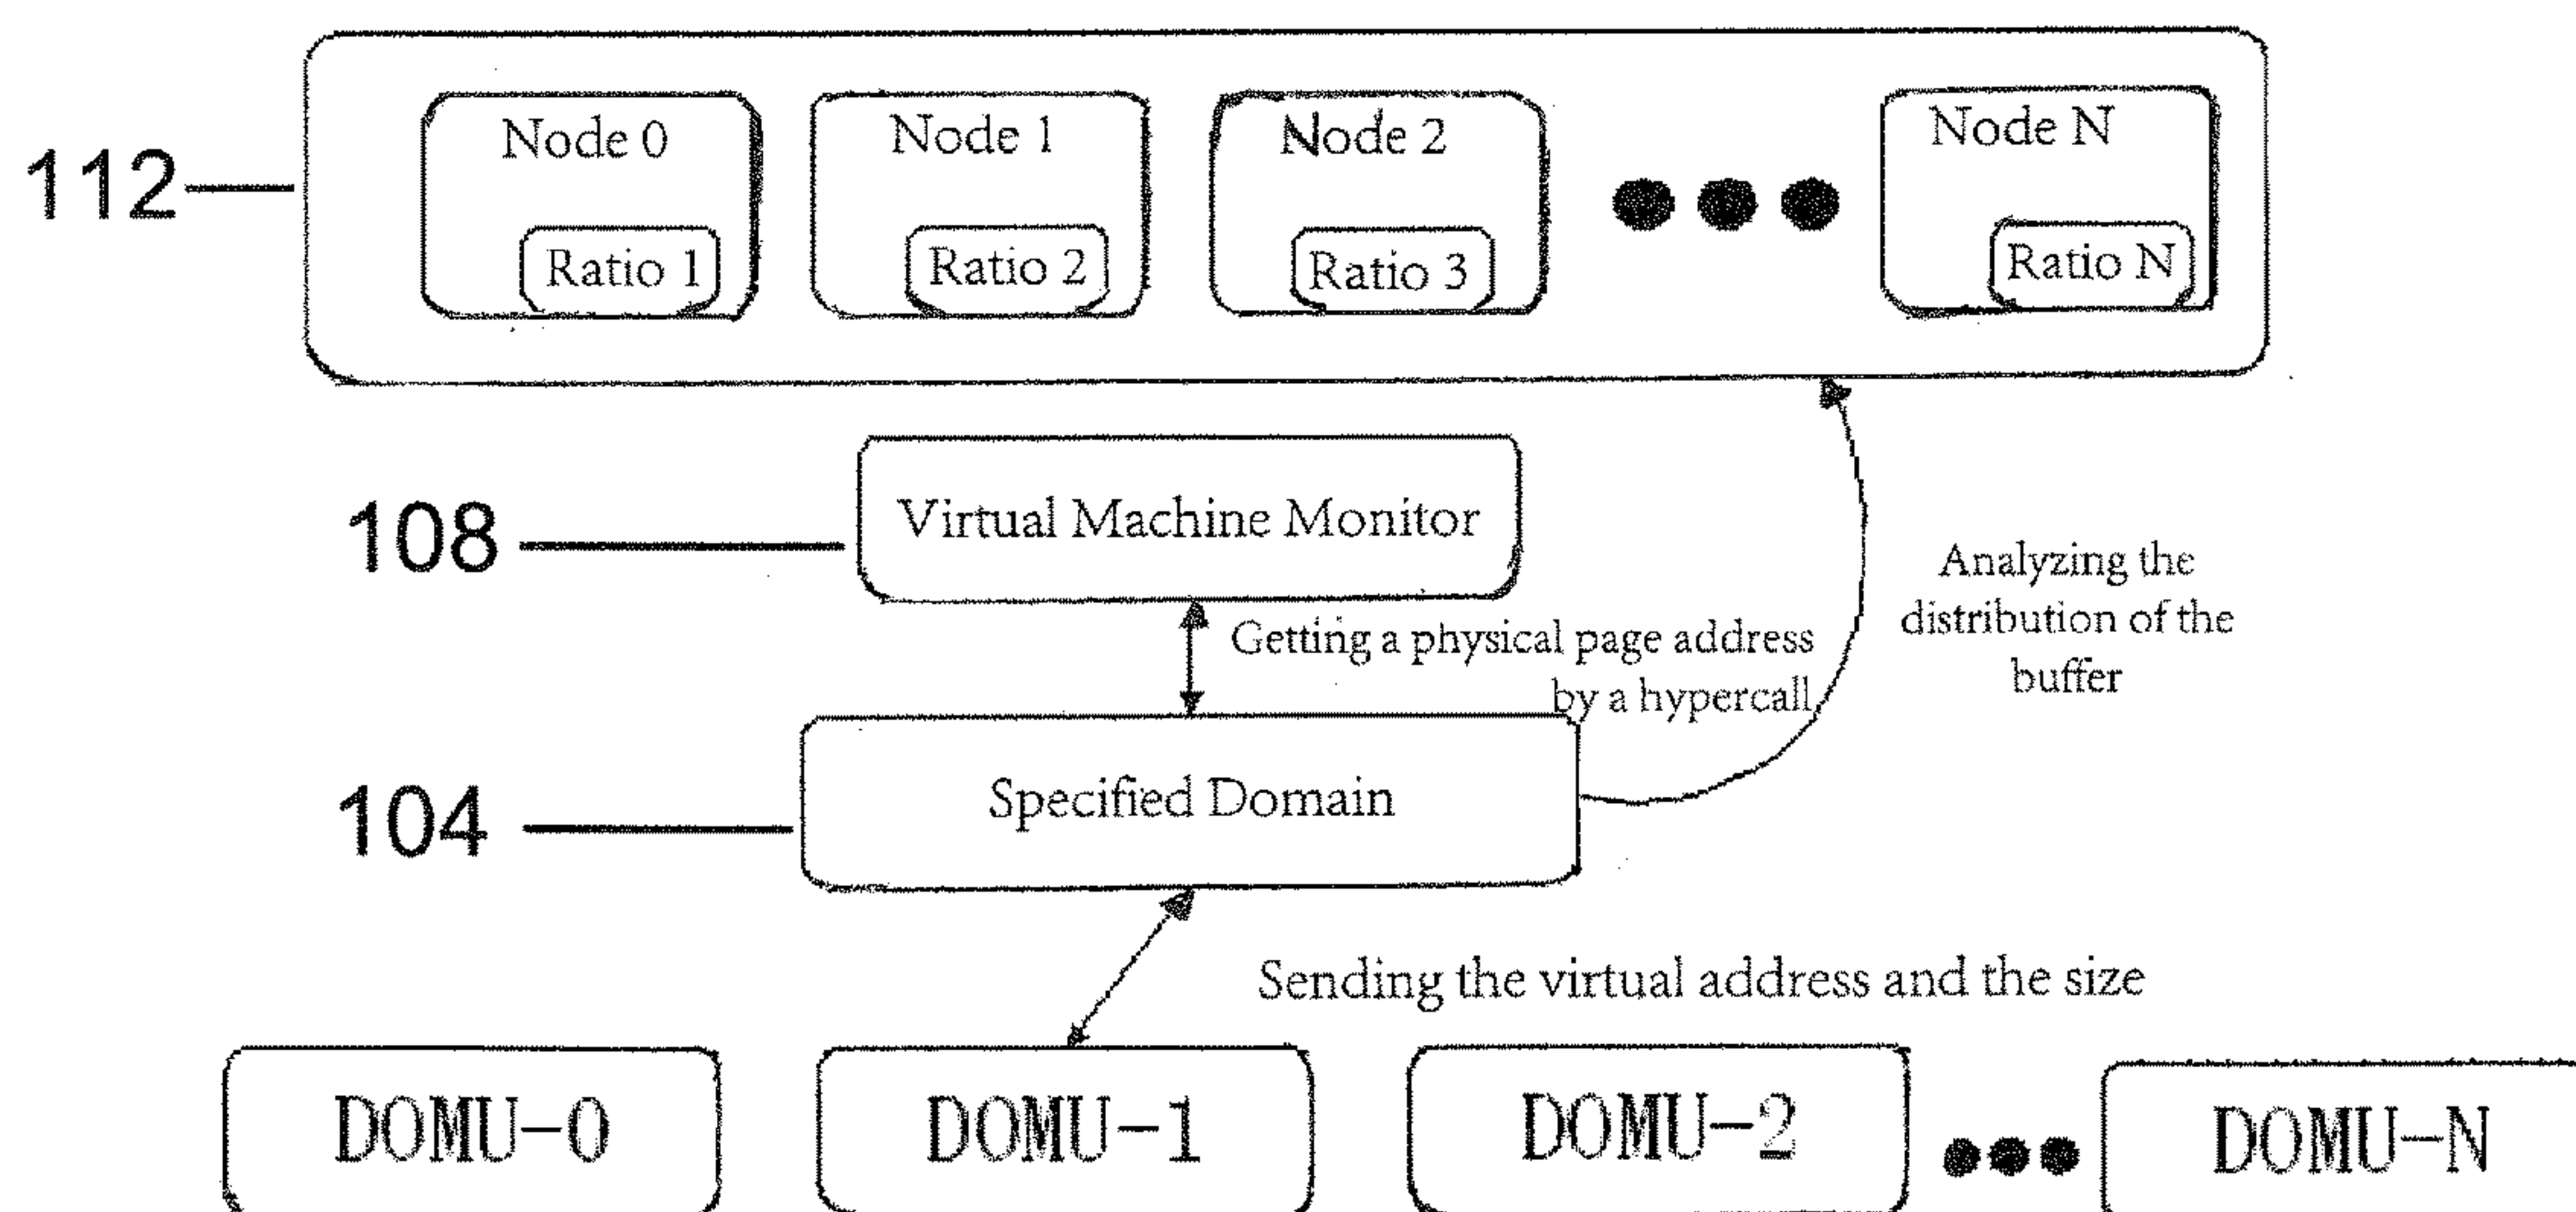 112
Node 0
Node 1
Node 2
Node N
Ratio 1
Ratio 2
Ratio 3
Ratio N
108
Virtual Machine Monitor
Getting a physical page address
by a hypercall
Analyzing the
distribution of the
buffer
104
Specified Domain
Sending the virtual address and the size
DOMU-0
DOMU-1
DOMU-2
DOMU-N